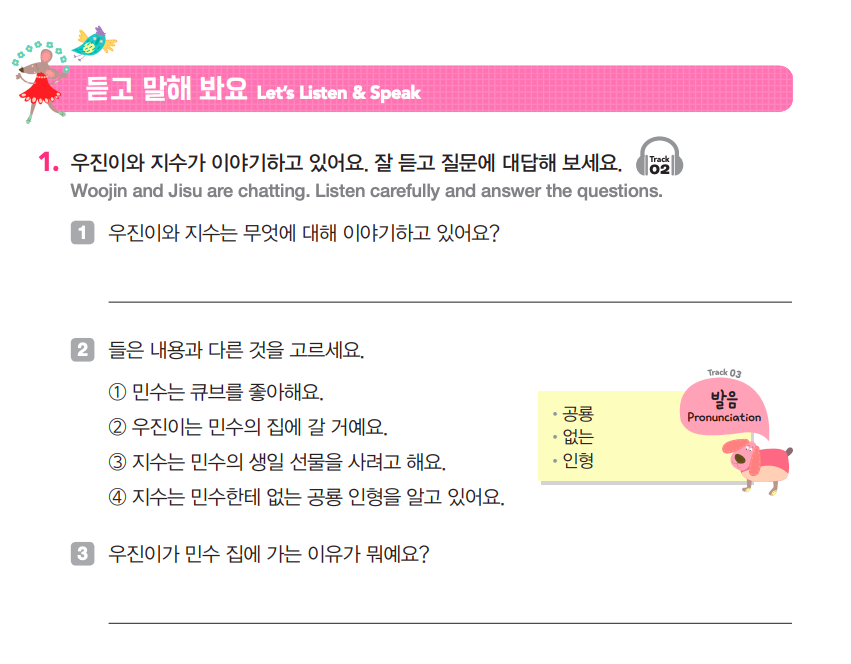 듣고 말해 봐요 Let's Listen & Speak
1. 우진이와 지수가 이야기하고 있어요. 잘 듣고 질문에 대답해 보세요.
Track 02
Woojin and Jisu are chatting. Listen carefully and answer the questions.
1 우진이와 지수는 무엇에 대해 이야기하고 있어요?
2 들은 내용과 다른 것을 고르세요.
① 민수는 큐브를 좋아해요.
② 우진이는 민수의 집에 갈 거예요.
③ 지수는 민수의 생일 선물을 사려고 해요.
④ 지수는 민수한테 없는 공룡 인형을 알고 있어요.
Track 03
발음
Pronunciation
• 공룡
• 없는
• 인형
3 우진이가 민수 집에 가는 이유가 뭐예요?